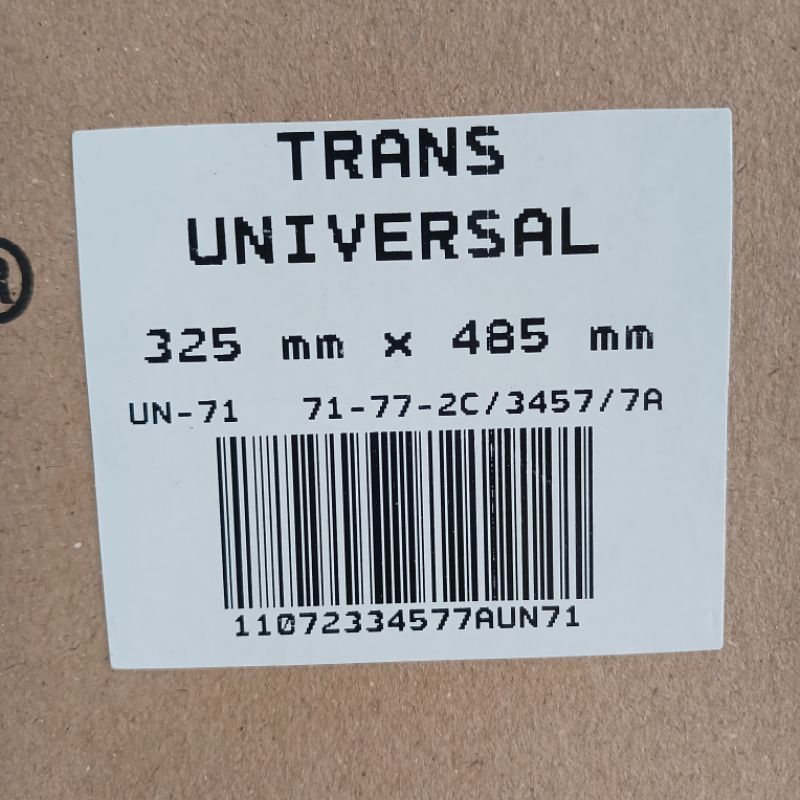 TRANS
UNIVERSAL
325 mm x 485 mm
UN-71 71-77-2C/3457/7A
11072334577AUN71
®